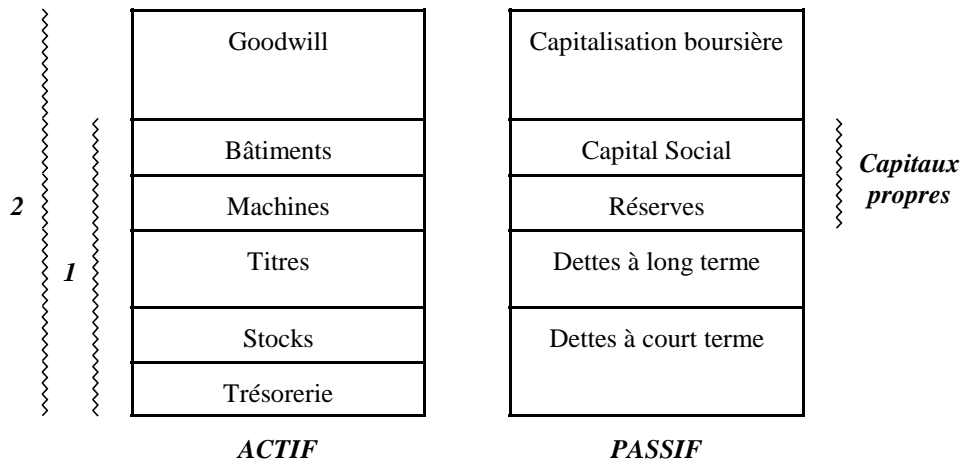 Goodwill
Capitalisation boursière
Bâtiments
Capital Social
Capitaux
propres
2
Machines
Réserves
1
Titres
Dettes à long terme
Stocks
Dettes à court terme
Trésorerie
ACTIF
PASSIF